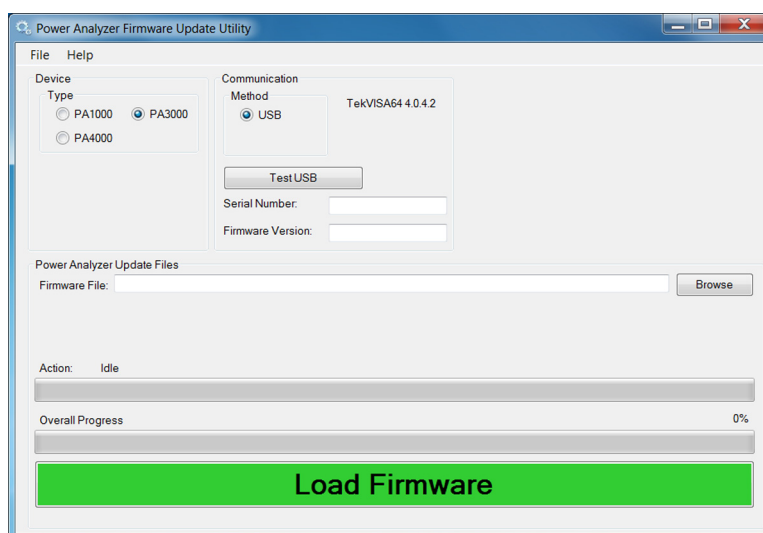 Power Analyzer Firmware Update Utility
File Help
Device
Type
PA1000 PA3000
PA4000
Communication
Method
USB
TekVISA64 4.0.4.2
Test USB
Serial Number:
Firmware Version:
Power Analyzer Update Files
Firmware File:
Browse
Action: Idle
Overall Progress 0%
Load Firmware